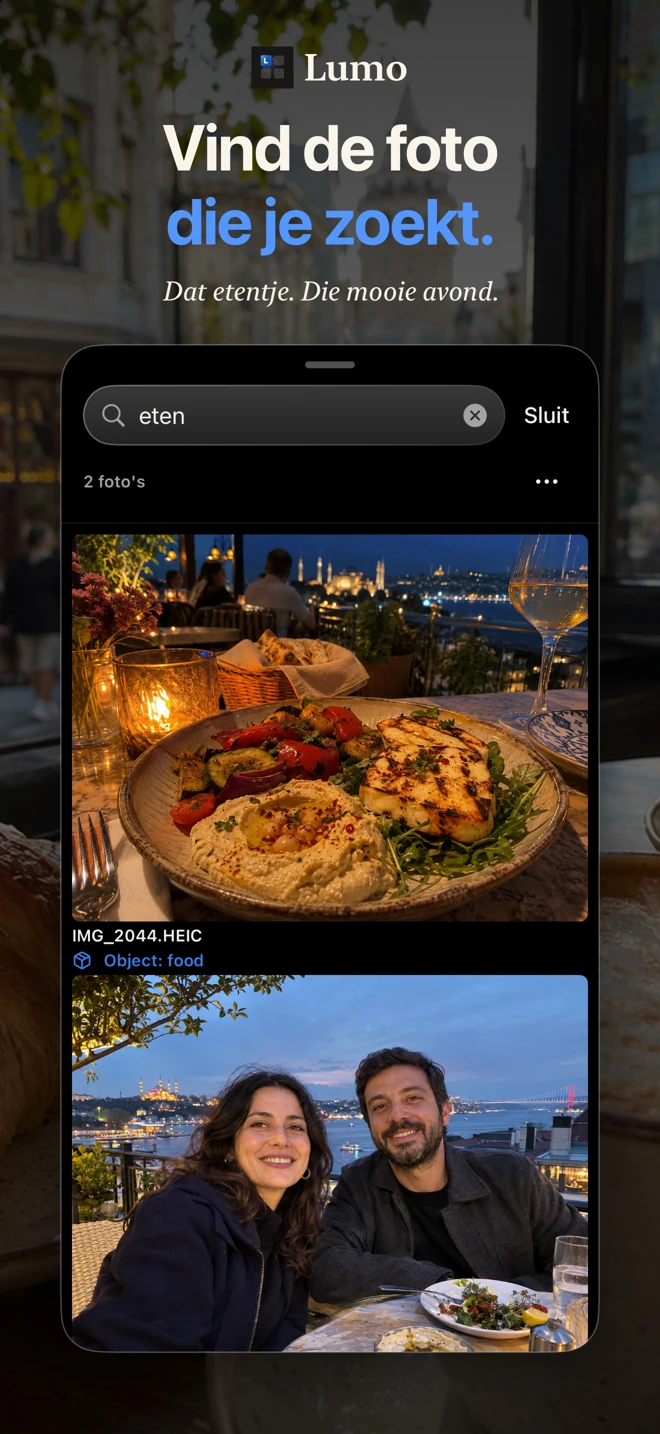 Lumo
Vind de foto
die je zoekt.
Dat etentje. Die mooie avond.
eten
Sluit
2 foto's
IMG_2044.HEIC
Object: food